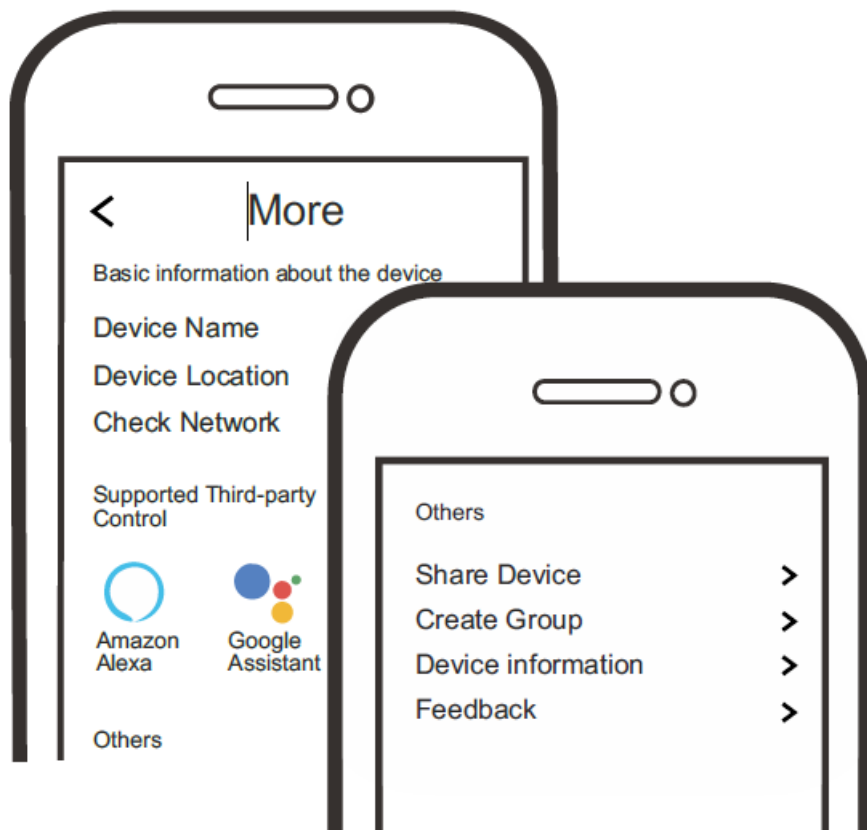 More
Basic information about the device
Device Name
Device Location
Check Network
Supported Third-party
Control
Amazon
Alexa
Google
Assistant
Others
Others
Share Device
Create Group
Device information
Feedback